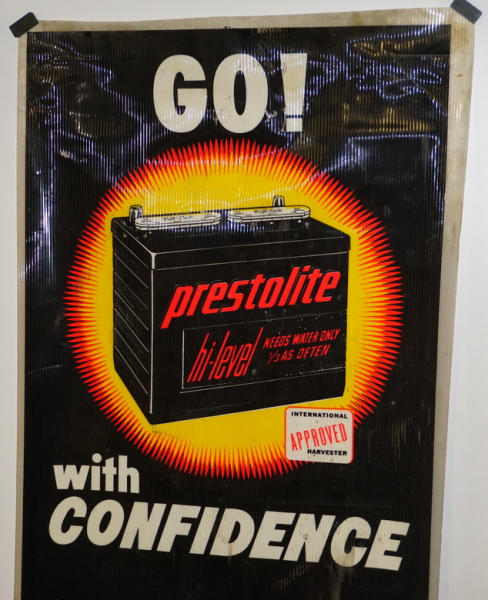 GO!
prestolite
hi-level
NEEDS WATER ONLY
1/3 AS OFTEN
INTERNATIONAL
APPROVED
HARVESTER
with
CONFIDENCE